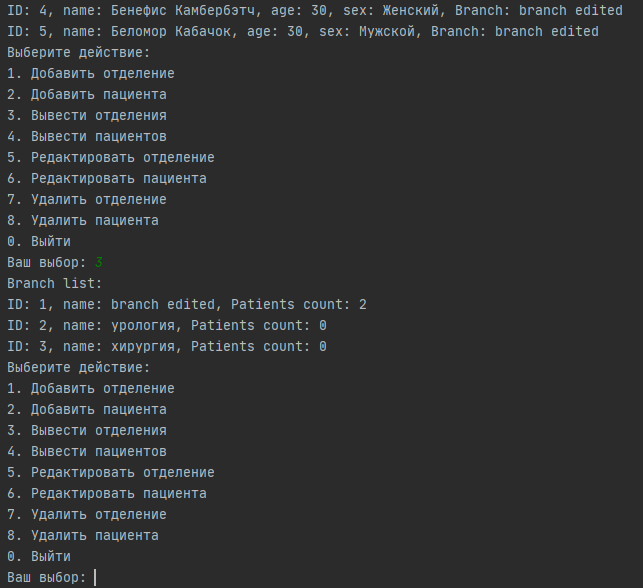 ID: 4, name: Бенефис Камбербэтч, age: 30, sex: Женский, Branch: branch edited
ID: 5, name: Беломор Кабачок, age: 30, sex: Мужской, Branch: branch edited
Выберите действие:
1. Добавить отделение
2. Добавить пациента
3. Вывести отделения
4. Вывести пациентов
5. Редактировать отделение
6. Редактировать пациента
7. Удалить отделение
8. Удалить пациента
0. Выйти
Ваш выбор: 3
Branch list:
ID: 1, name: branch edited, Patients count: 2
ID: 2, name: урология, Patients count: 0
ID: 3, name: хирургия, Patients count: 0
Выберите действие:
1. Добавить отделение
2. Добавить пациента
3. Вывести отделения
4. Вывести пациентов
5. Редактировать отделение
6. Редактировать пациента
7. Удалить отделение
8. Удалить пациента
0. Выйти
Ваш выбор: